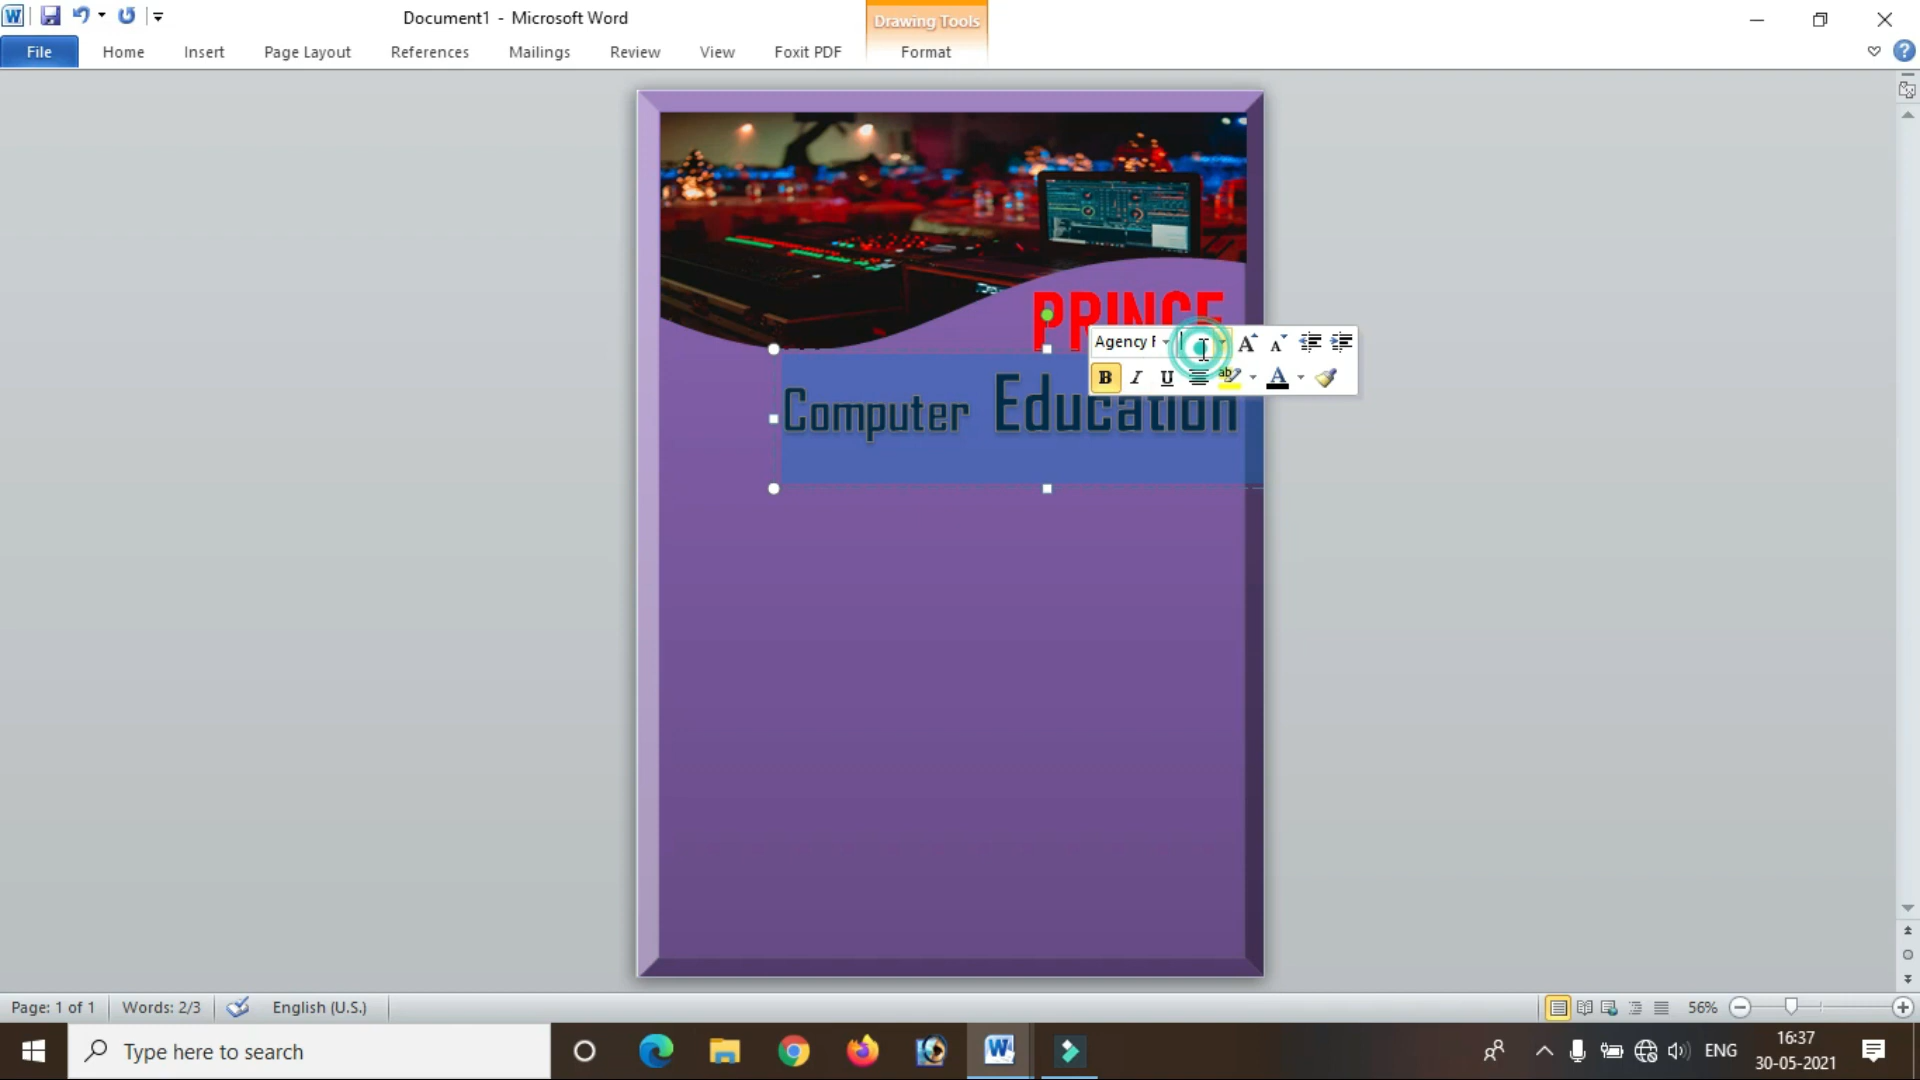 Document1 - Microsoft Word
Drawing Tools
File Home Insert Page Layout References Mailings Review View Foxit PDF Format
PRINCE
Agency F
Computer Education
Page: 1 of 1
Words: 2/3
English (U.S.)
56%
Type here to search
ENG
16:37
30-05-2021